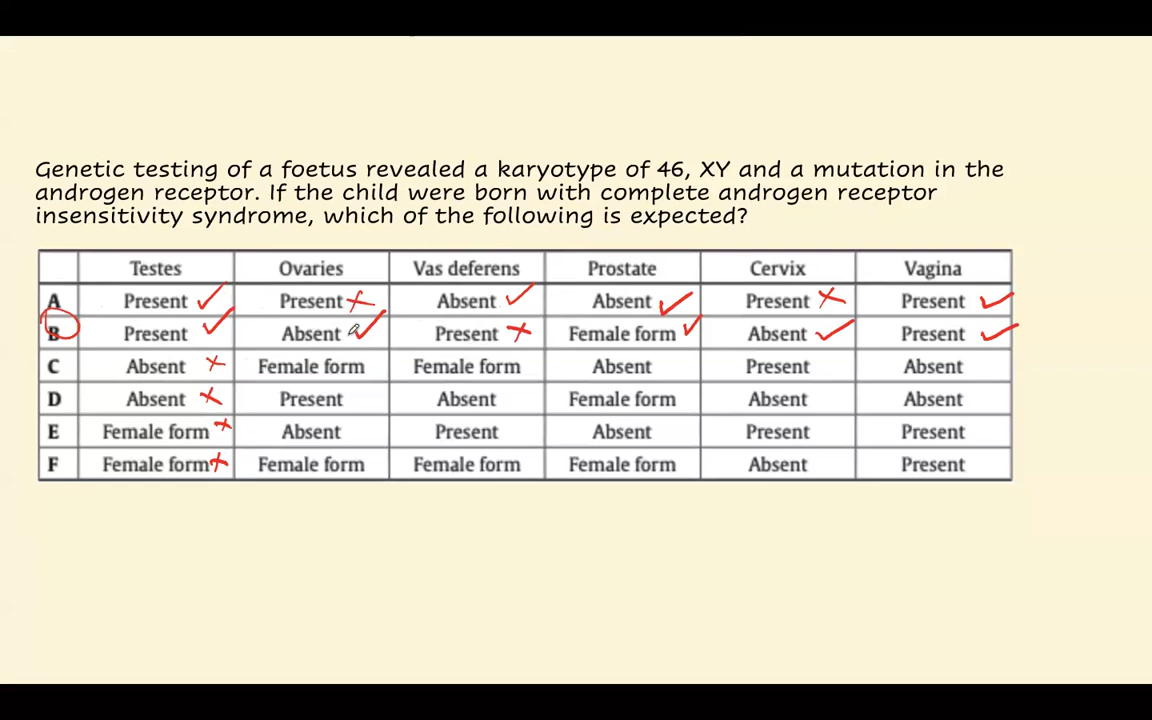 Genetic testing of a foetus revealed a karyotype of 46, XY and a mutation in the
androgen receptor. If the child were born with complete androgen receptor
insensitivity syndrome, which of the following is expected?
Testes Ovaries Vas deferens Prostate Cervix Vagina
A Present Present Absent Absent Present Present
B Present Absent Present Female form Absent Present
C Absent Female form Female form Absent Present Absent
D Absent Present Absent Female form Absent Absent
E Female form Absent Present Absent Present Present
F Female form Female form Female form Female form Absent Present